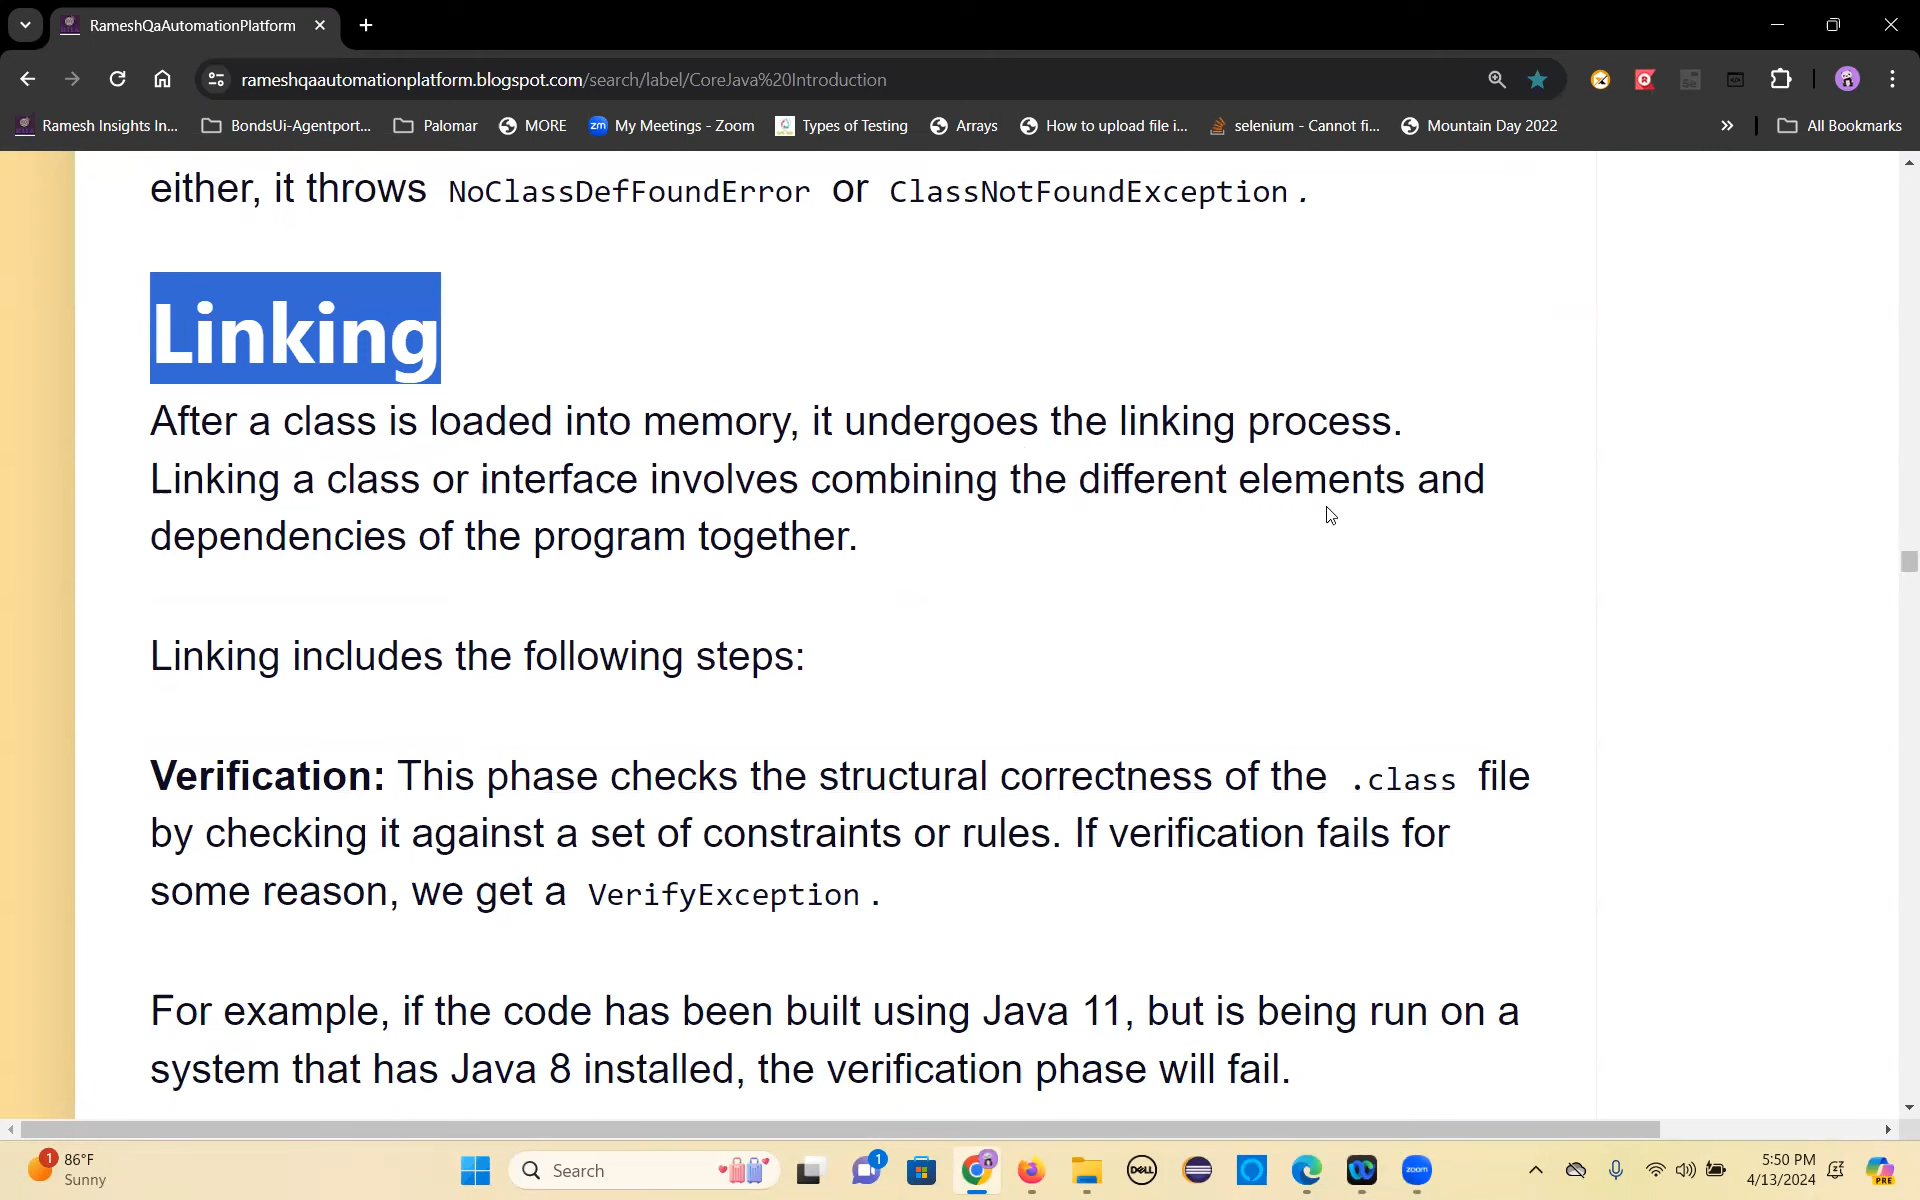 RameshQaAutomationPlatform
rameshqaautomationplatform.blogspot.com/search/label/CoreJava%20Introduction
Ramesh Insights In... BondsUi-Agentport... Palomar MORE zm My Meetings - Zoom Types of Testing Arrays How to upload file i... selenium - Cannot fi... Mountain Day 2022 » All Bookmarks
either, it throws NoClassDefFoundError or ClassNotFoundException.
Linking
After a class is loaded into memory, it undergoes the linking process.
Linking a class or interface involves combining the different elements and
dependencies of the program together.
Linking includes the following steps:
Verification: This phase checks the structural correctness of the .class file
by checking it against a set of constraints or rules. If verification fails for
some reason, we get a VerifyException.
For example, if the code has been built using Java 11, but is being run on a
system that has Java 8 installed, the verification phase will fail.
1 86°F
Sunny
Search
1
DELL
zoom
5:50 PM
4/13/2024
PRE